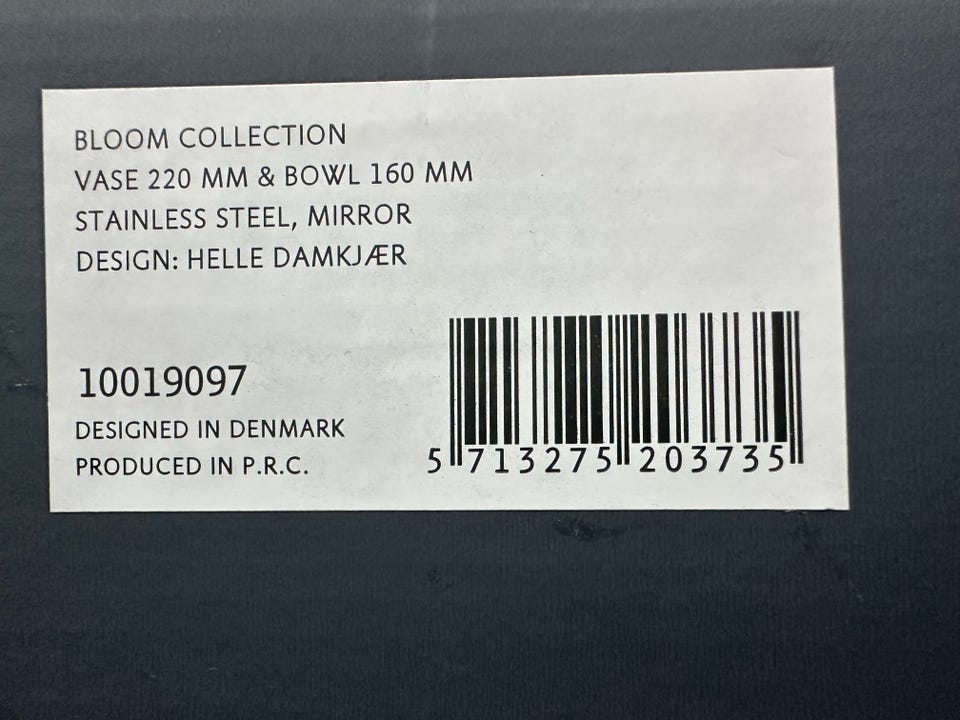 BLOOM COLLECTION
VASE 220 MM & BOWL 160 MM
STAINLESS STEEL, MIRROR
DESIGN: HELLE DAMKJÆR
10019097
DESIGNED IN DENMARK
PRODUCED IN P.R.C.
5 713275 203735